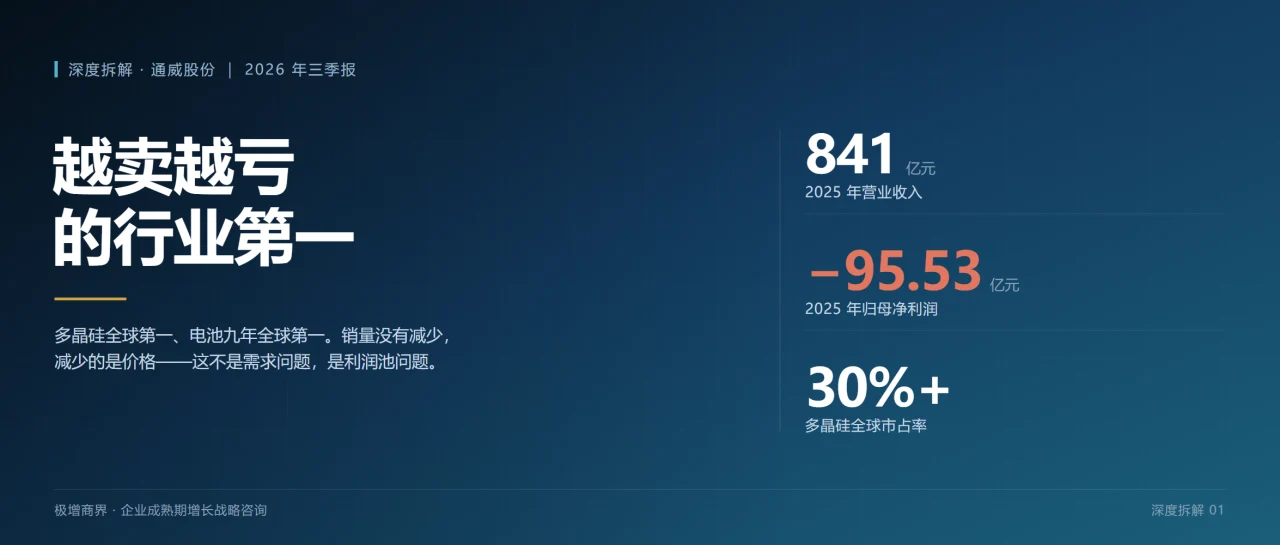 深度拆解 · 通威股份 ｜ 2026 年三季报
越卖越亏
的行业第一
多晶硅全球第一、电池九年全球第一。销量没有减少，
减少的是价格——这不是需求问题，是利润池问题。
841 亿元
2025 年营业收入
−95.53 亿元
2025 年归母净利润
30%+
多晶硅全球市占率
极增商界 · 企业成熟期增长战略咨询
深度拆解 01